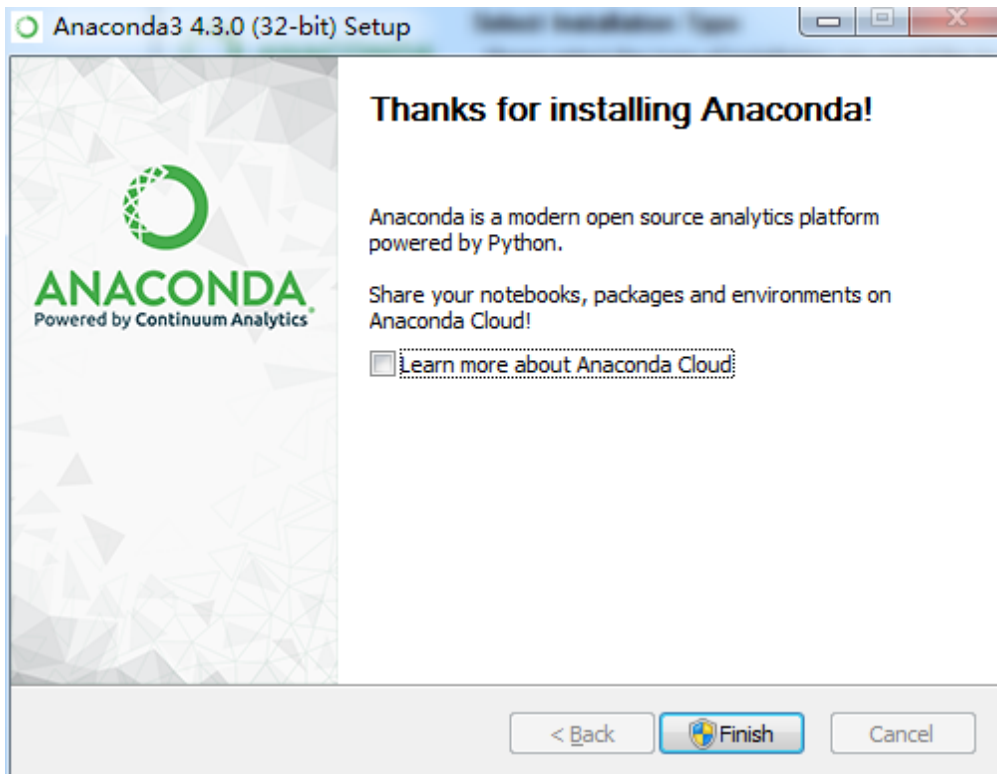 Anaconda3 4.3.0 (32-bit) Setup
Thanks for installing Anaconda!
Anaconda is a modern open source analytics platform
powered by Python.
Share your notebooks, packages and environments on
Anaconda Cloud!
Learn more about Anaconda Cloud
ANACONDA
Powered by Continuum Analytics
< Back
Finish
Cancel